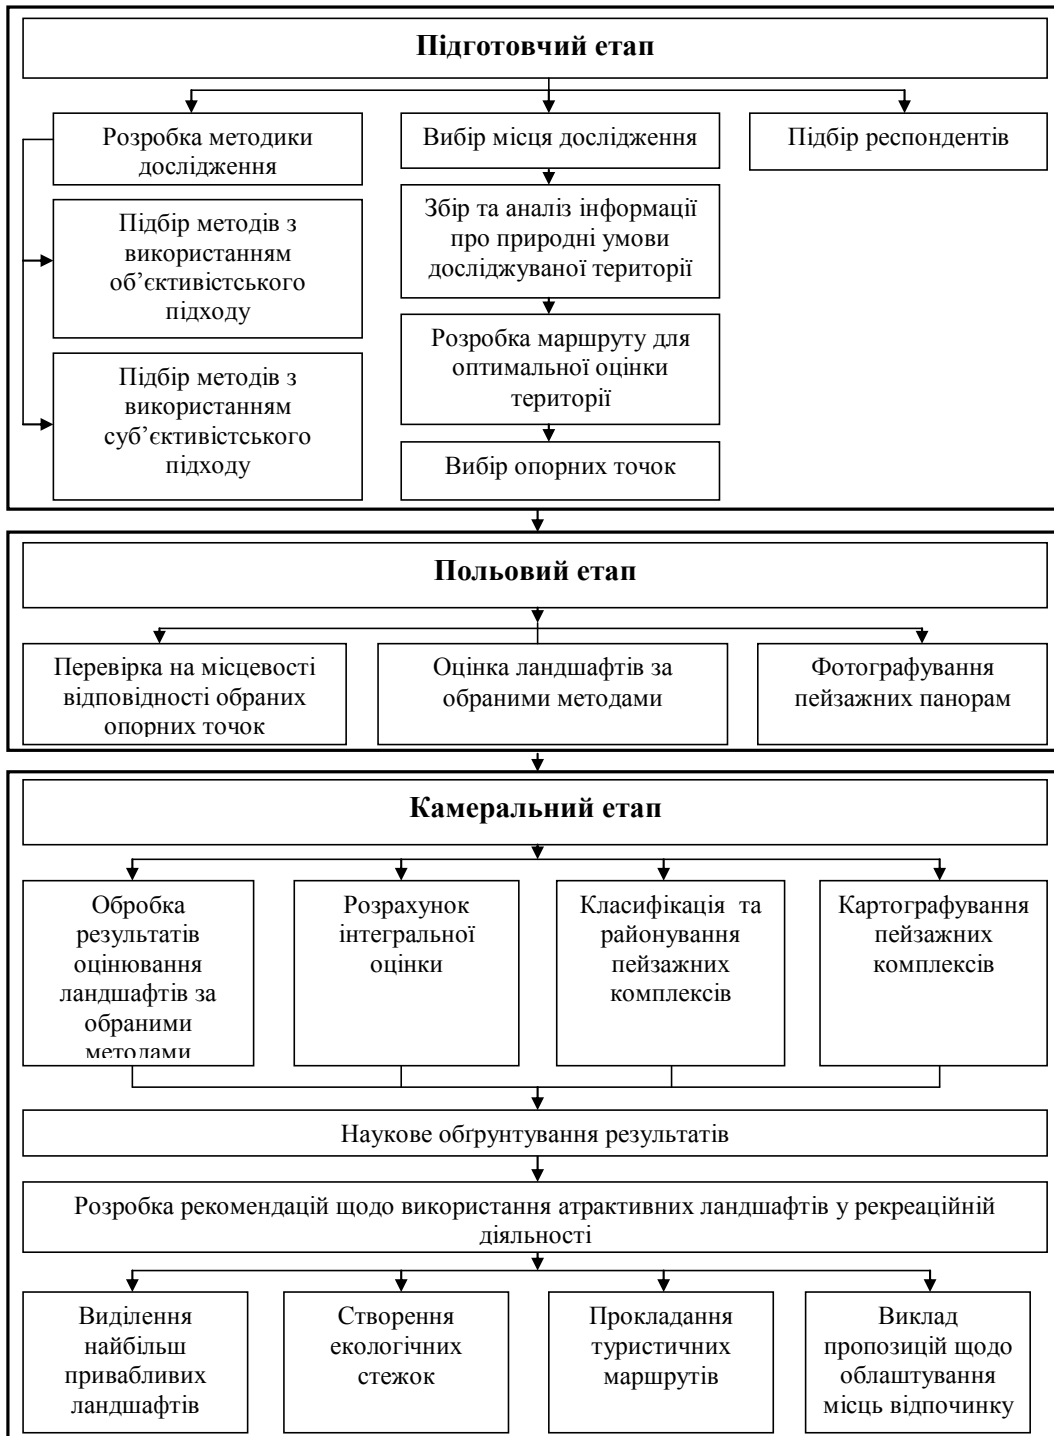 Підготовчий етап
Розробка методики
дослідження
Підбір методів з
використанням
об’єктивістського
підходу
Підбір методів з
використанням
суб’єктивістського
підходу
Вибір місця дослідження
Збір та аналіз інформації
про природні умови
досліджуваної території
Розробка маршруту для
оптимальної оцінки
території
Вибір опорних точок
Підбір респондентів
Польовий етап
Перевірка на місцевості
відповідності обраних
опорних точок
Оцінка ландшафтів за
обраними методами
Фотографування
пейзажних панорам
Камеральний етап
Обробка
результатів
оцінювання
ландшафтів за
обраними
методами
Розрахунок
інтегральної
оцінки
Класифікація та
районування
пейзажних
комплексів
Картографування
пейзажних
комплексів
Наукове обґрунтування результатів
Розробка рекомендацій щодо використання атрактивних ландшафтів у рекреаційній
діяльності
Виділення
найбільш
привабливих
ландшафтів
Створення
екологічних
стежок
Прокладання
туристичних
маршрутів
Виклад
пропозицій щодо
облаштування
місць відпочинку